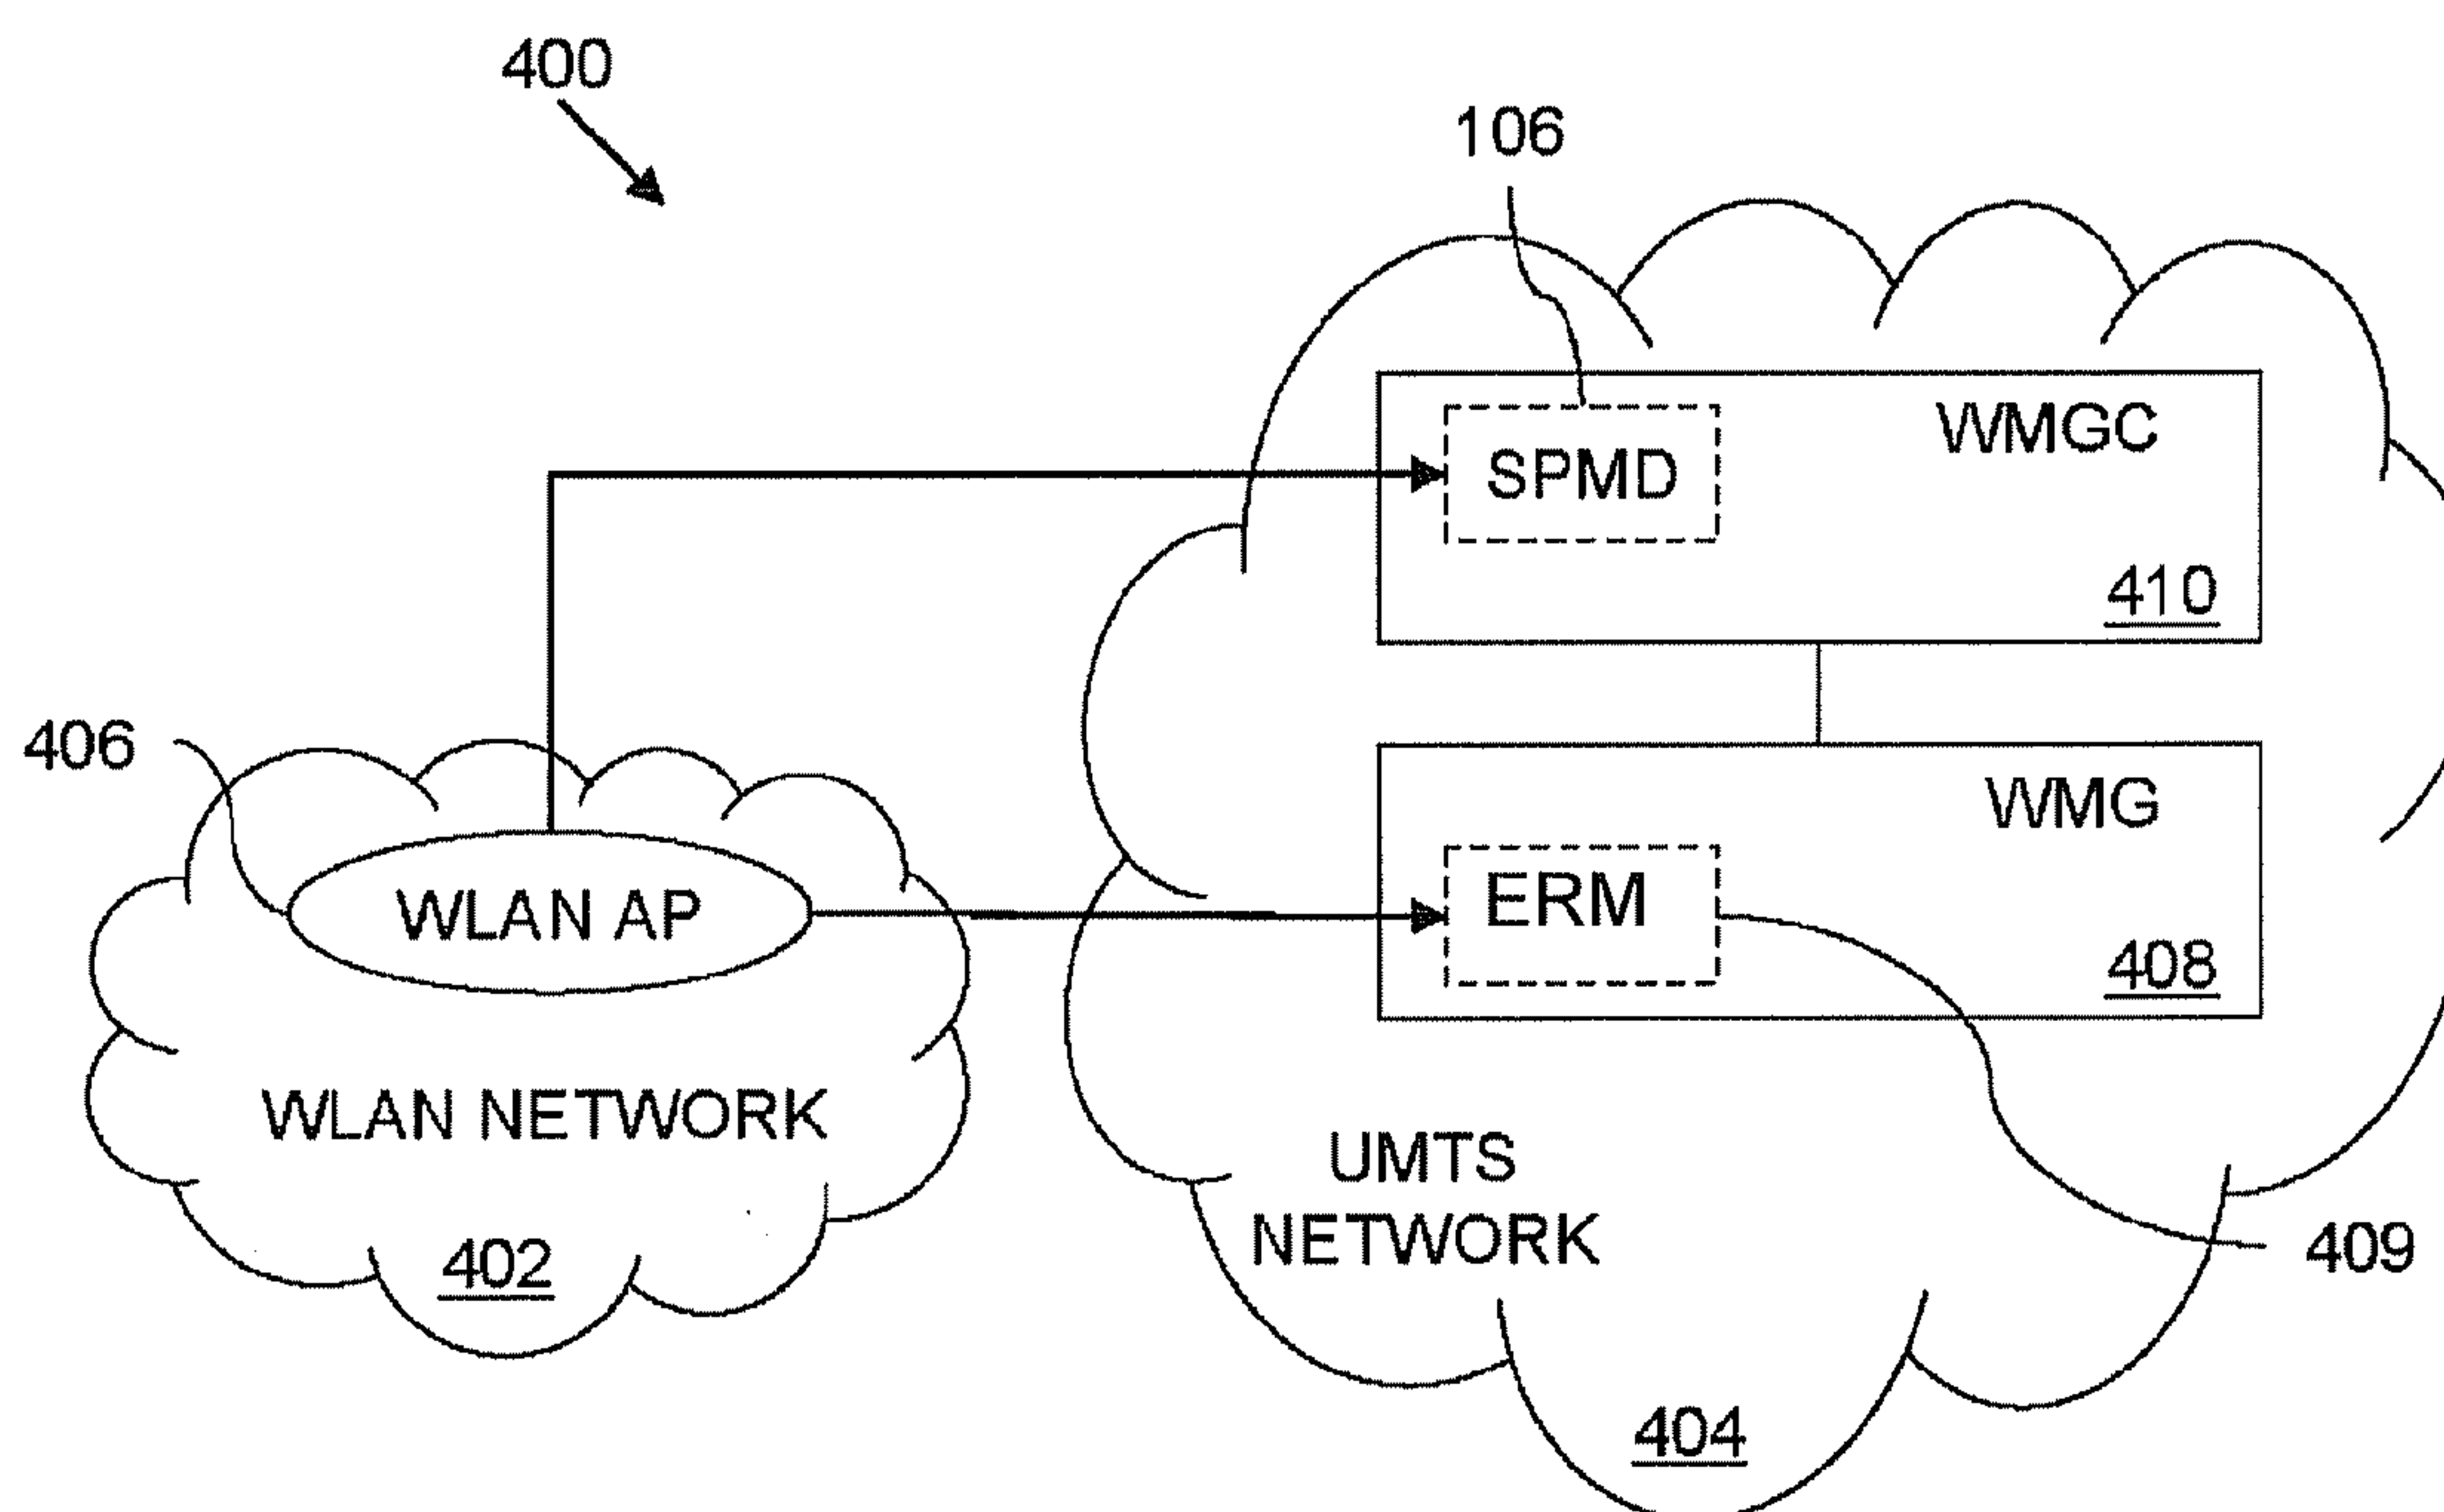 400
106
SPMD
WMGC
410
406
WLAN AP
WMG
ERM
408
WLAN NETWORK
402
UMTS
NETWORK
409
404